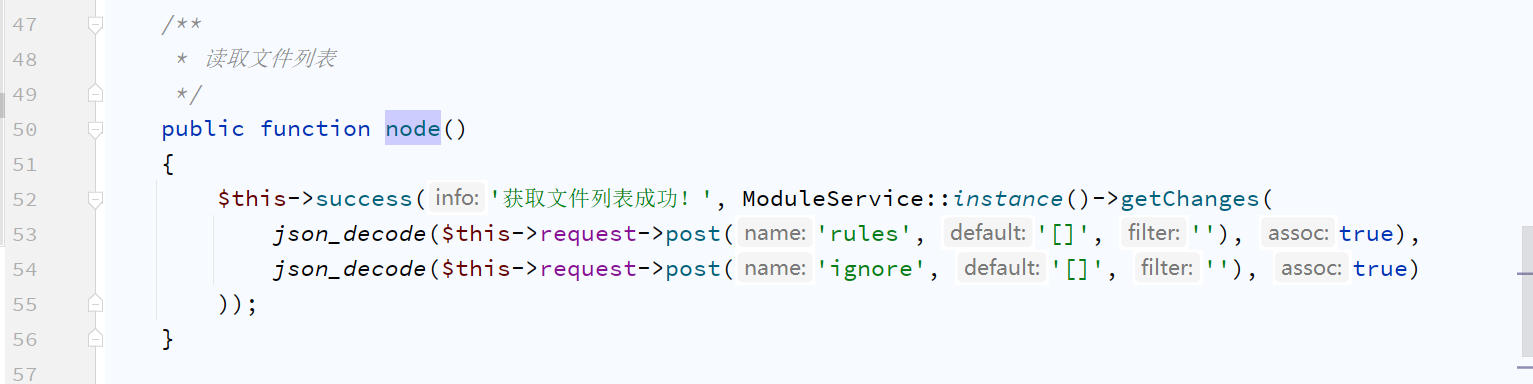 47 /**
48 * 读取文件列表
49 */
50 public function node()
51 {
52 $this->success( info: '获取文件列表成功！', ModuleService::instance()->getChanges(
53 json_decode($this->request->post( name: 'rules', default: '[]', filter: ''), assoc: true),
54 json_decode($this->request->post( name: 'ignore', default: '[]', filter: ''), assoc: true)
55 ));
56 }
57